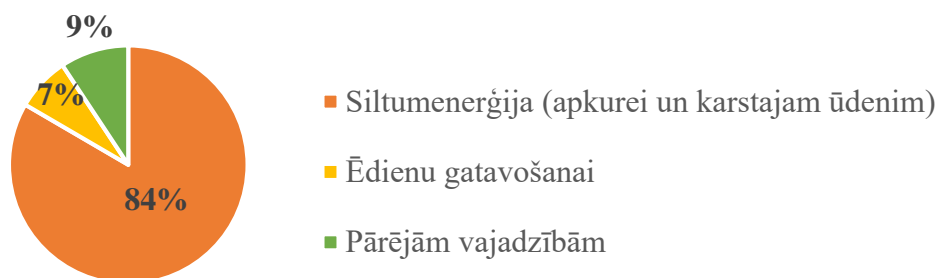 9%
7%
84%
Siltumenerģija (apkurei un karstajam ūdenim)
Ēdienu gatavošanai
Pārējām vajadzībām